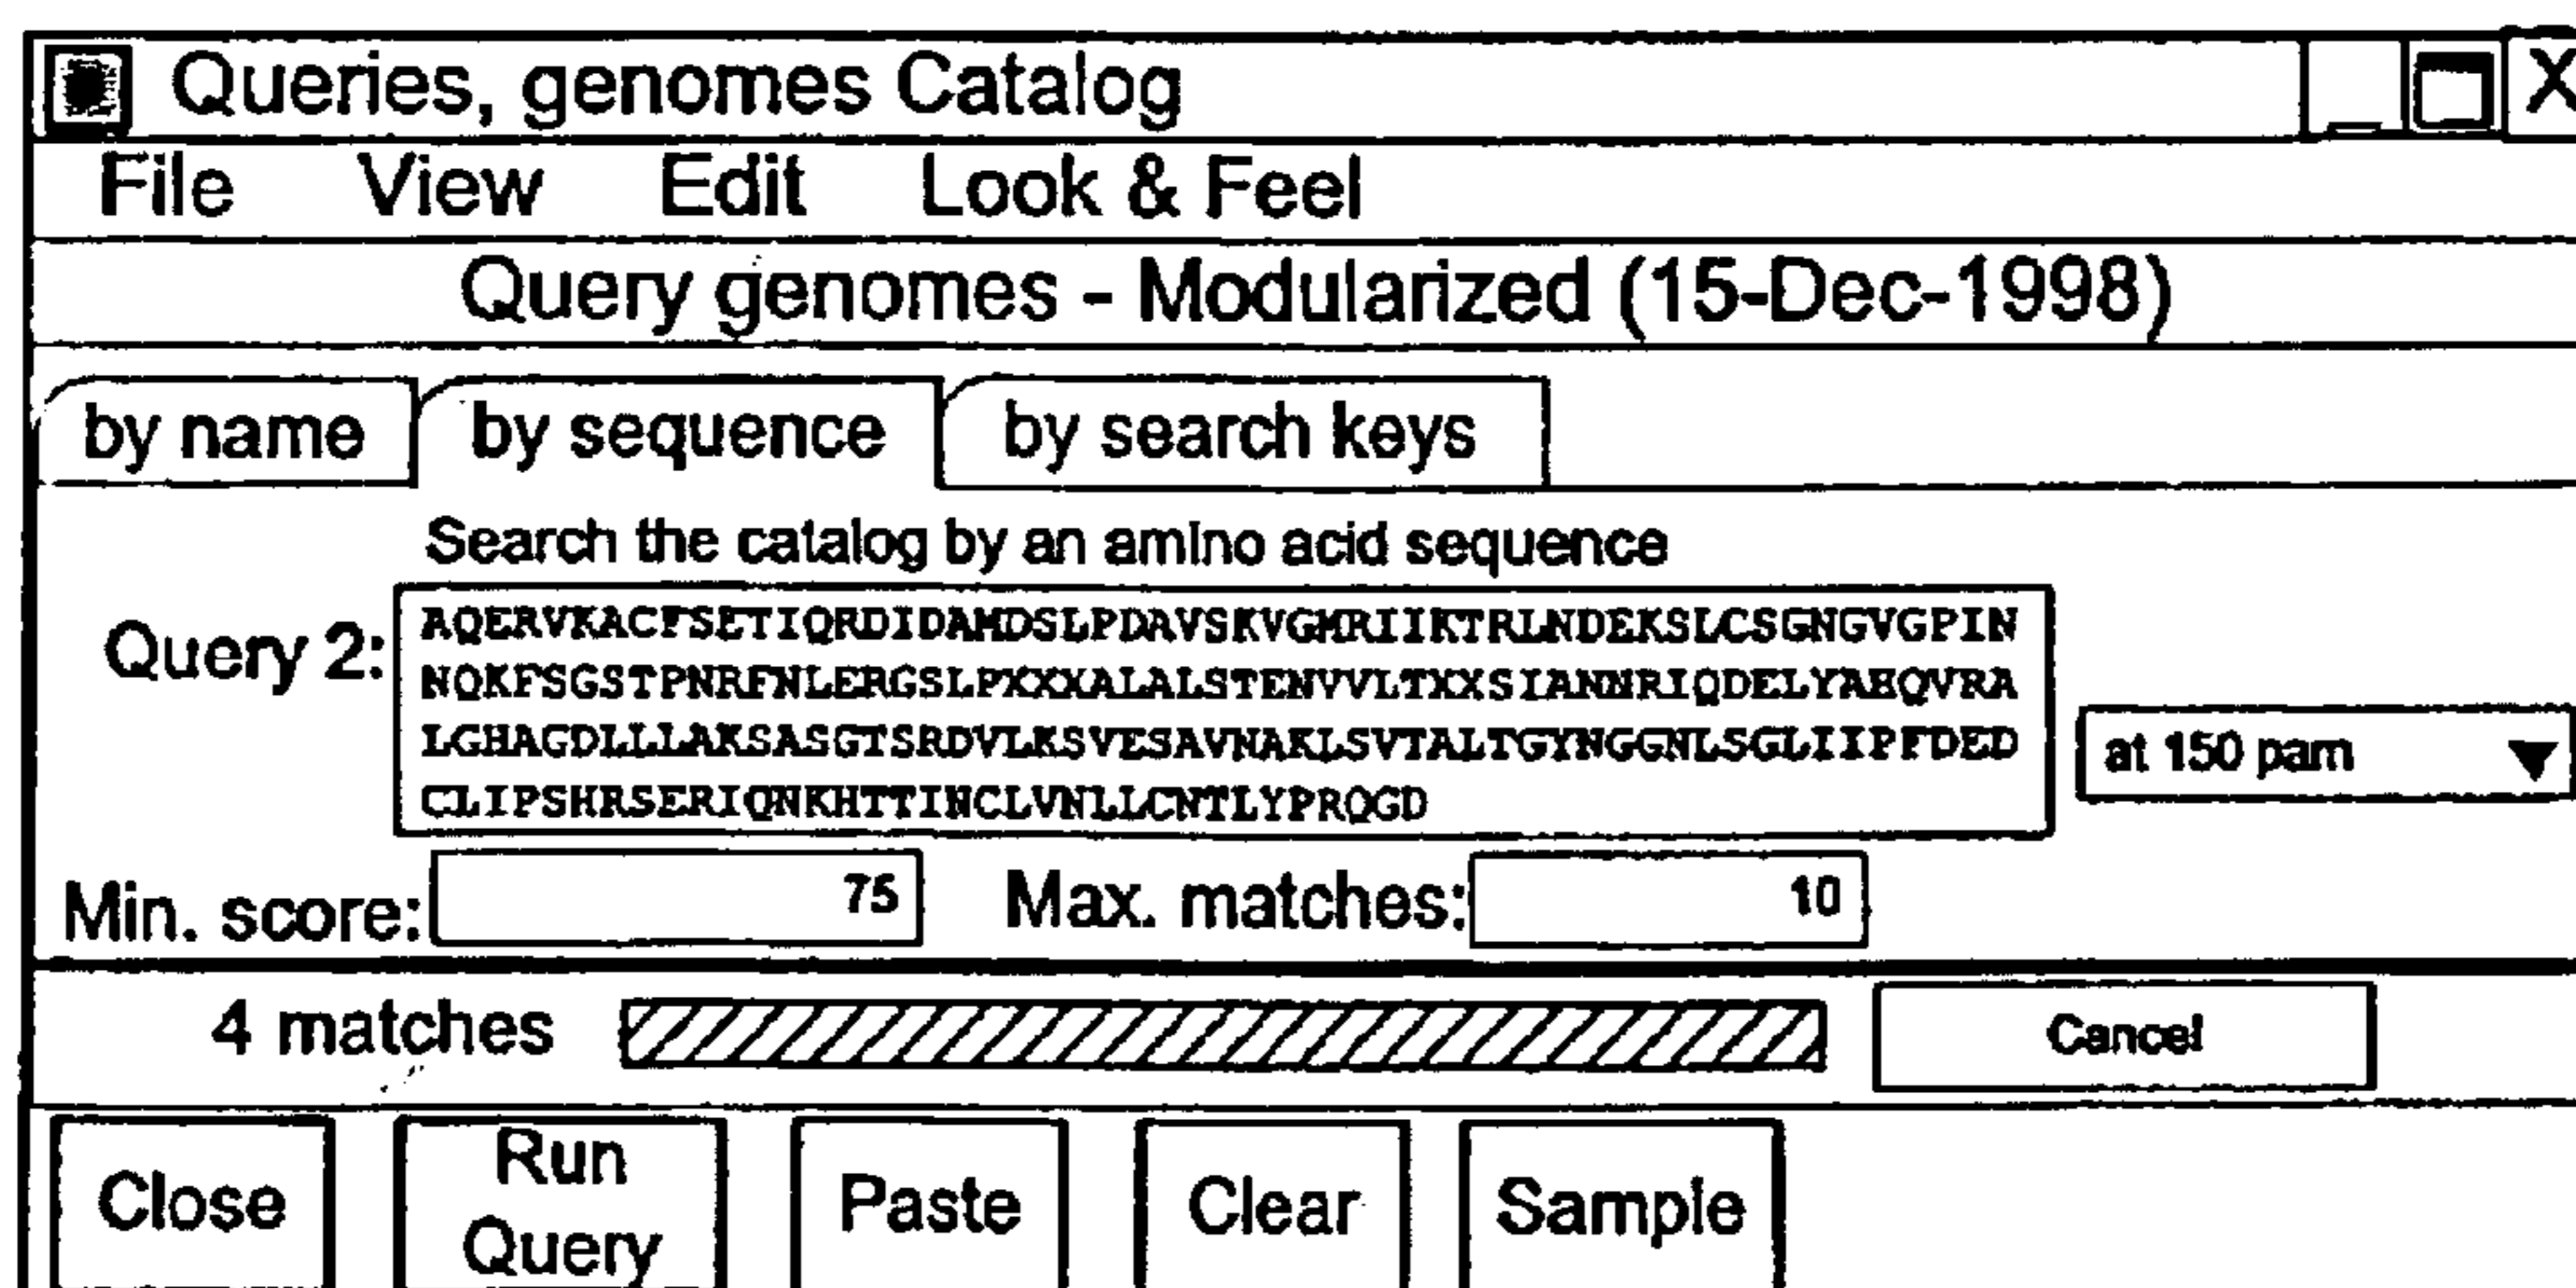 Queries, genomes Catalog _ X
File View Edit Look & Feel
Query genomes - Modularized (15-Dec-1998)
by name by sequence by search keys
Search the catalog by an amino acid sequence
Query 2:
AQERVKACFSETIQRDIDAMDSLPDAVSKVGMRIIKTRLNDEKSLCSGNGVGPIN
NQKFSGSTPNRFNLERGSLPXXXALALSTENVVLTXXSIANNRIQDELYAHQVRA
LGHAGDLLLAKSASGTSRDVLKSVESAVNAKLSVTALTGYNGGNLSGLIIPFDED
CLIPSHRSERIQNKHTTINCLVNLLCNTLYPRQGD
at 150 pam
Min. score: 75 Max. matches: 10
4 matches Cancel
Close Run Query Paste Clear Sample